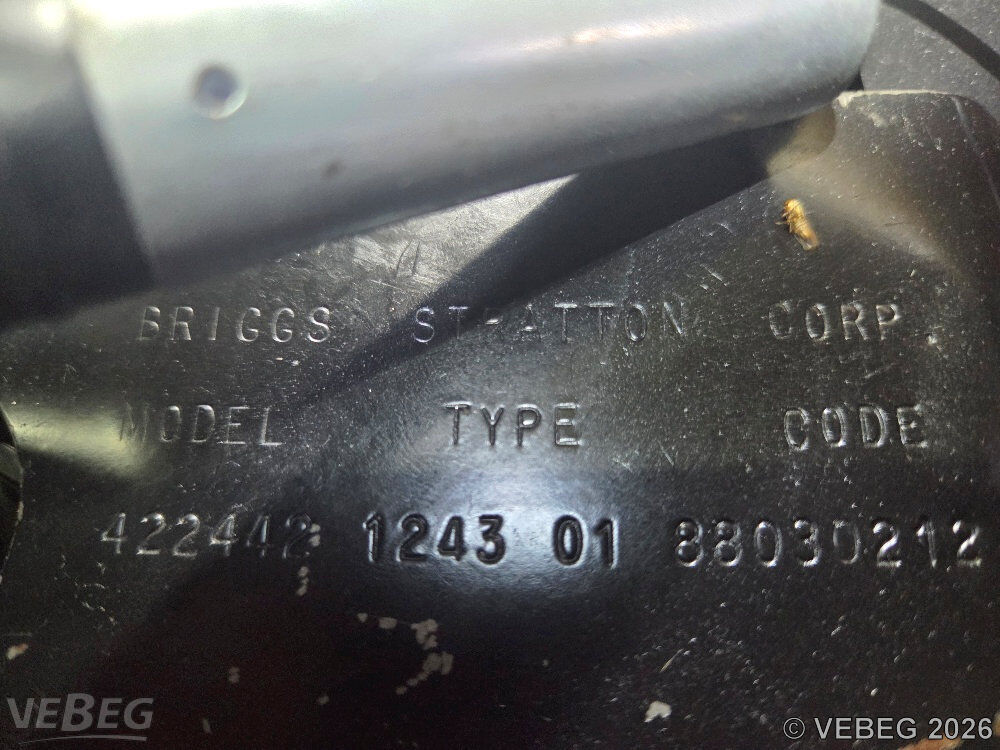 BRIGGS STRATTON CORP
MODEL TYPE CODE
422442 1243 01 88030212
VEBEG
© VEBEG 2026